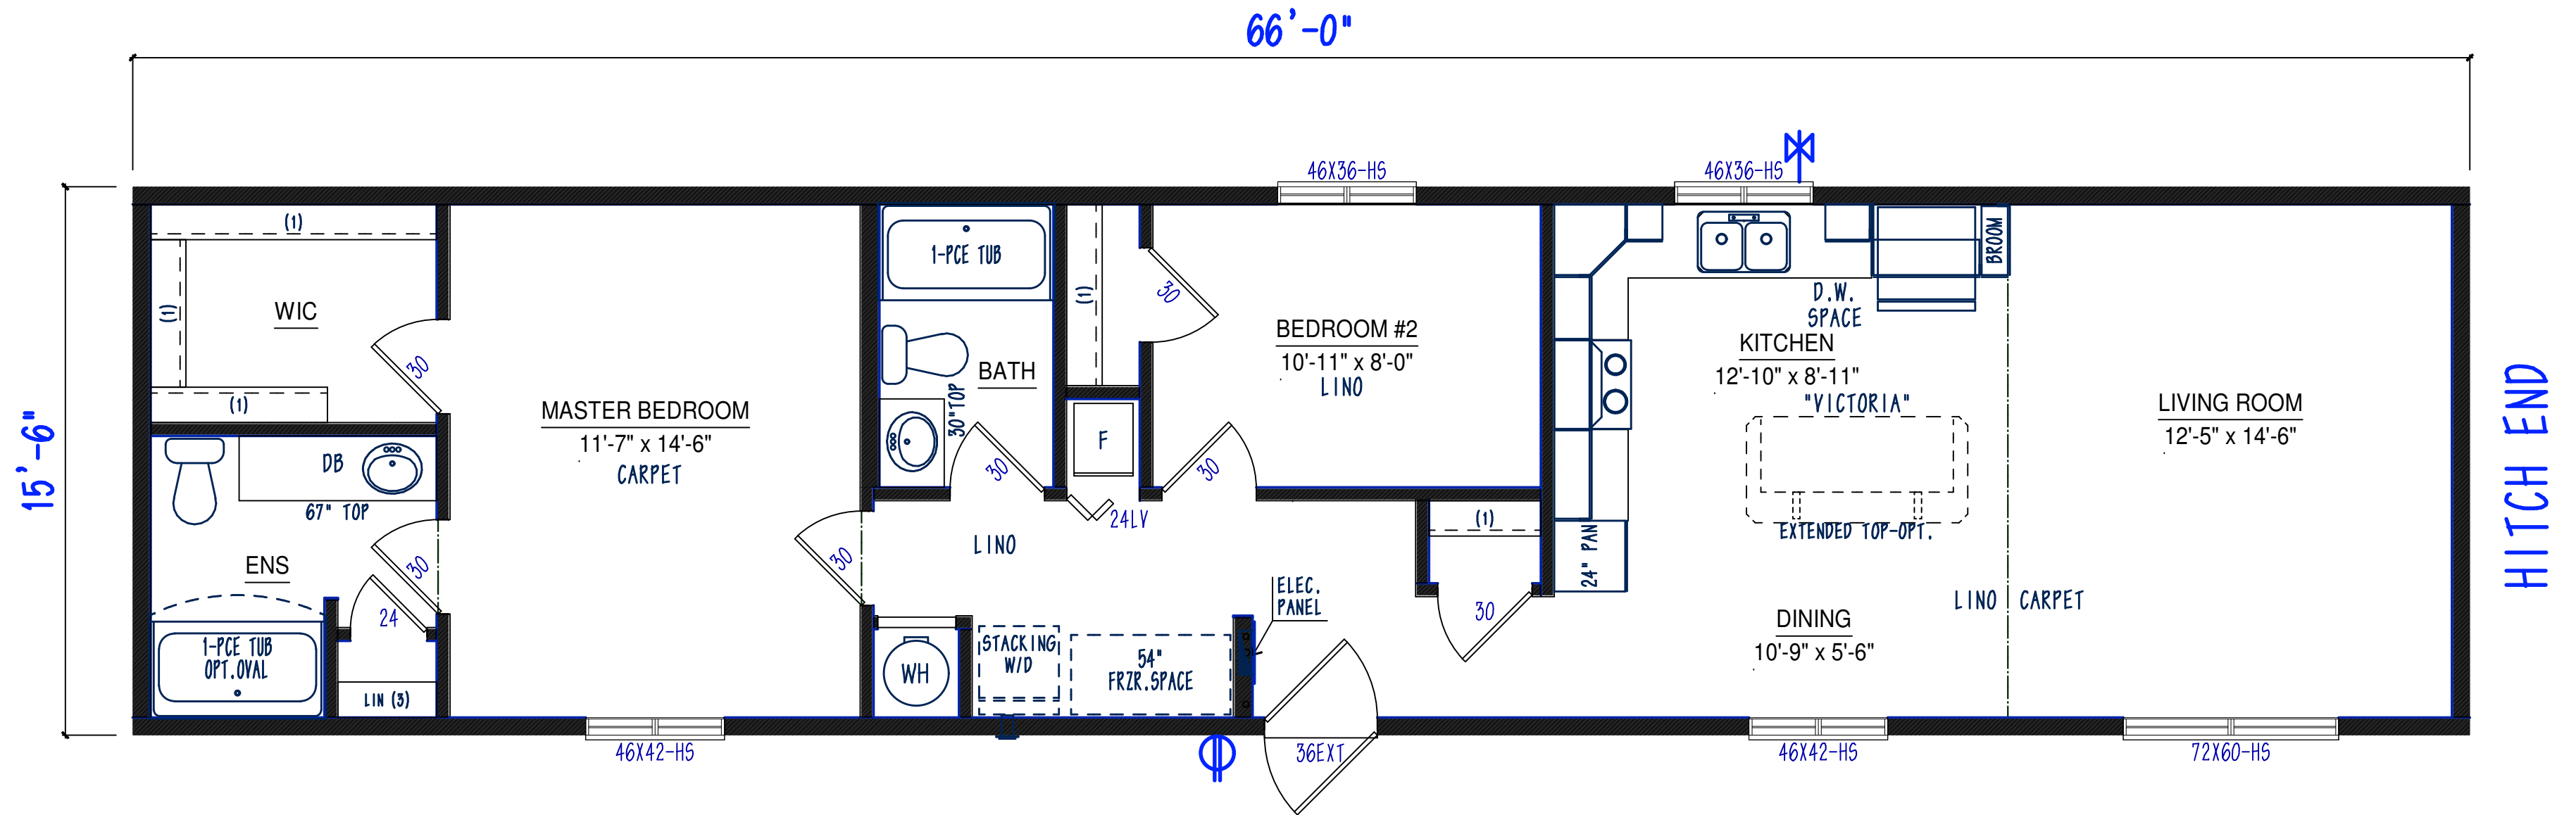 66'-0"
46X36-HS
46X36-HS
15'-6"
(1)
(1)
WIC
(1)
30
MASTER BEDROOM
11'-7" x 14'-6"
CARPET
DB
67" TOP
ENS
30
24
1-PCE TUB
OPT.OVAL
LIN (3)
30
1-PCE TUB
BATH
30"TOP
30
LINO
(1)
F
24LV
30
30
BEDROOM #2
10'-11" x 8'-0"
LINO
(1)
30
WH
STACKING
W/D
54"
FRZR.SPACE
ELEC.
PANEL
36EXT
24" PAN
BROOM
D.W.
SPACE
KITCHEN
12'-10" x 8'-11"
"VICTORIA"
EXTENDED TOP-OPT.
DINING
10'-9" x 5'-6"
LINO
CARPET
LIVING ROOM
12'-5" x 14'-6"
HITCH END
46X42-HS
46X42-HS
72X60-HS